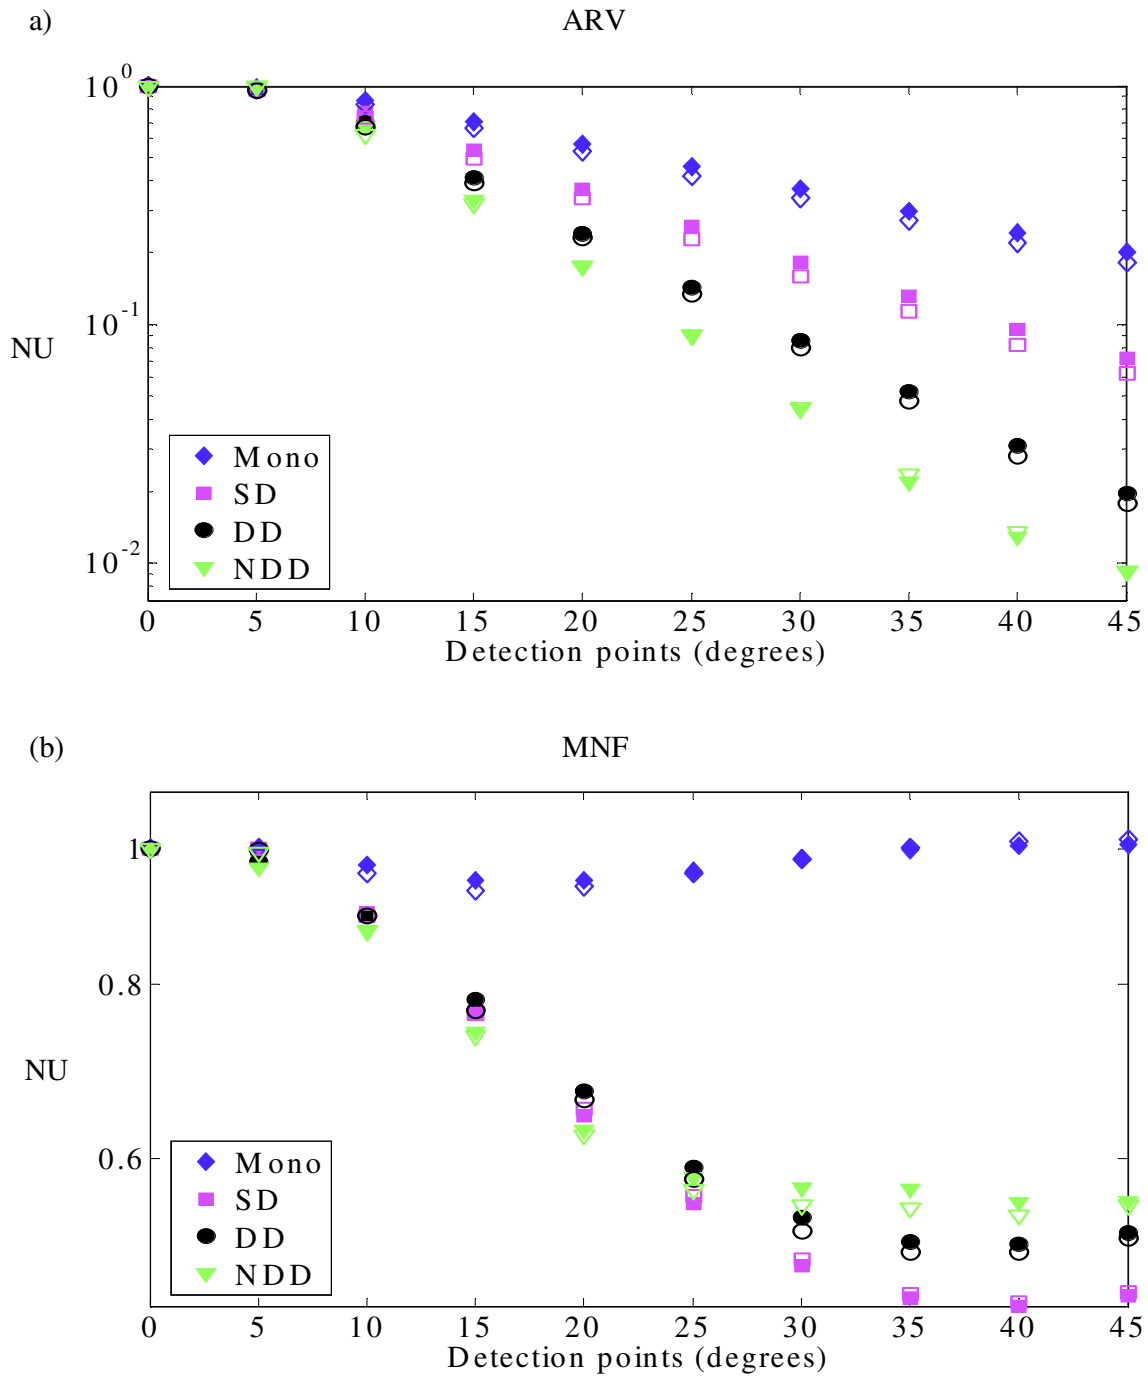 a)
ARV
10^0
10^-1
10^-2
NU
Mono
SD
DD
NDD
0 5 10 15 20 25 30 35 40 45
Detection points (degrees)
(b)
MNF
1
0.8
0.6
NU
Mono
SD
DD
NDD
0 5 10 15 20 25 30 35 40 45
Detection points (degrees)